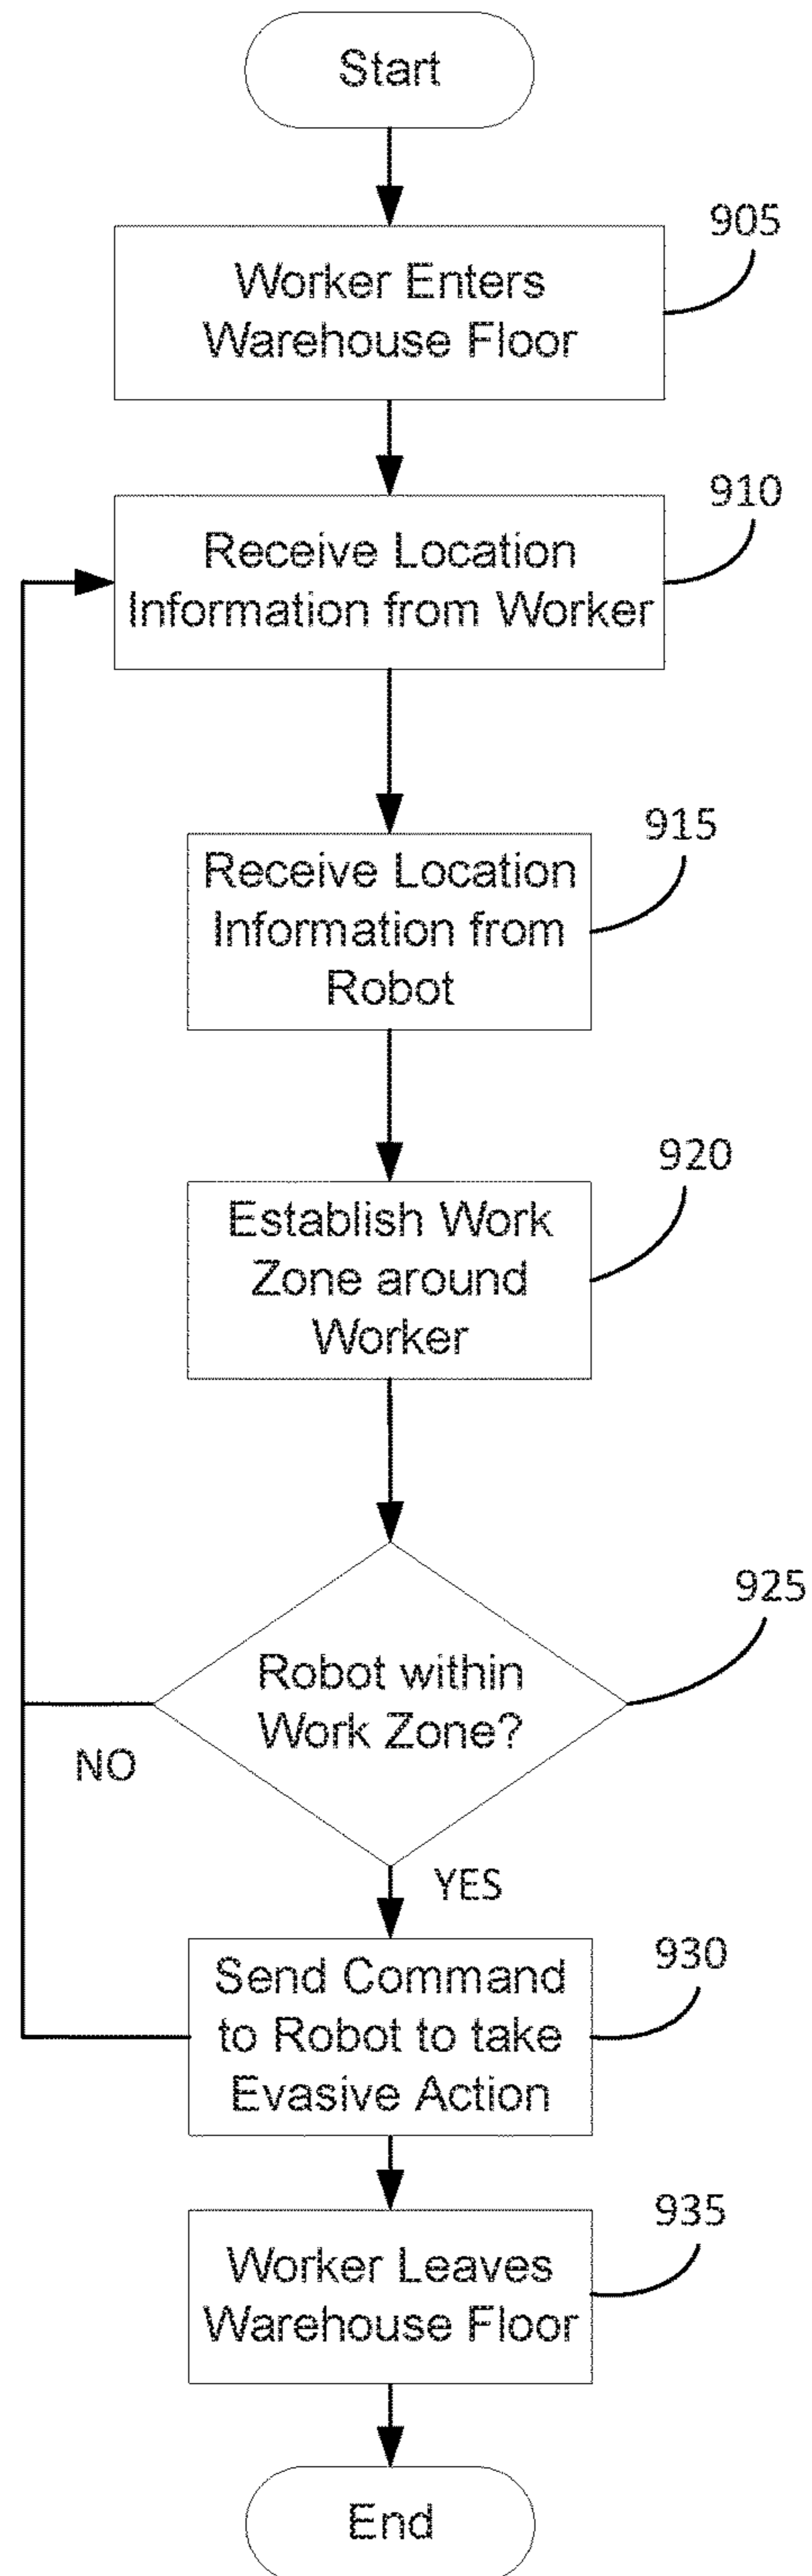 Start
905
Worker Enters
Warehouse Floor
910
Receive Location
Information from Worker
915
Receive Location
Information from
Robot
920
Establish Work
Zone around
Worker
925
Robot within
Work Zone?
NO
YES
930
Send Command
to Robot to take
Evasive Action
935
Worker Leaves
Warehouse Floor
End